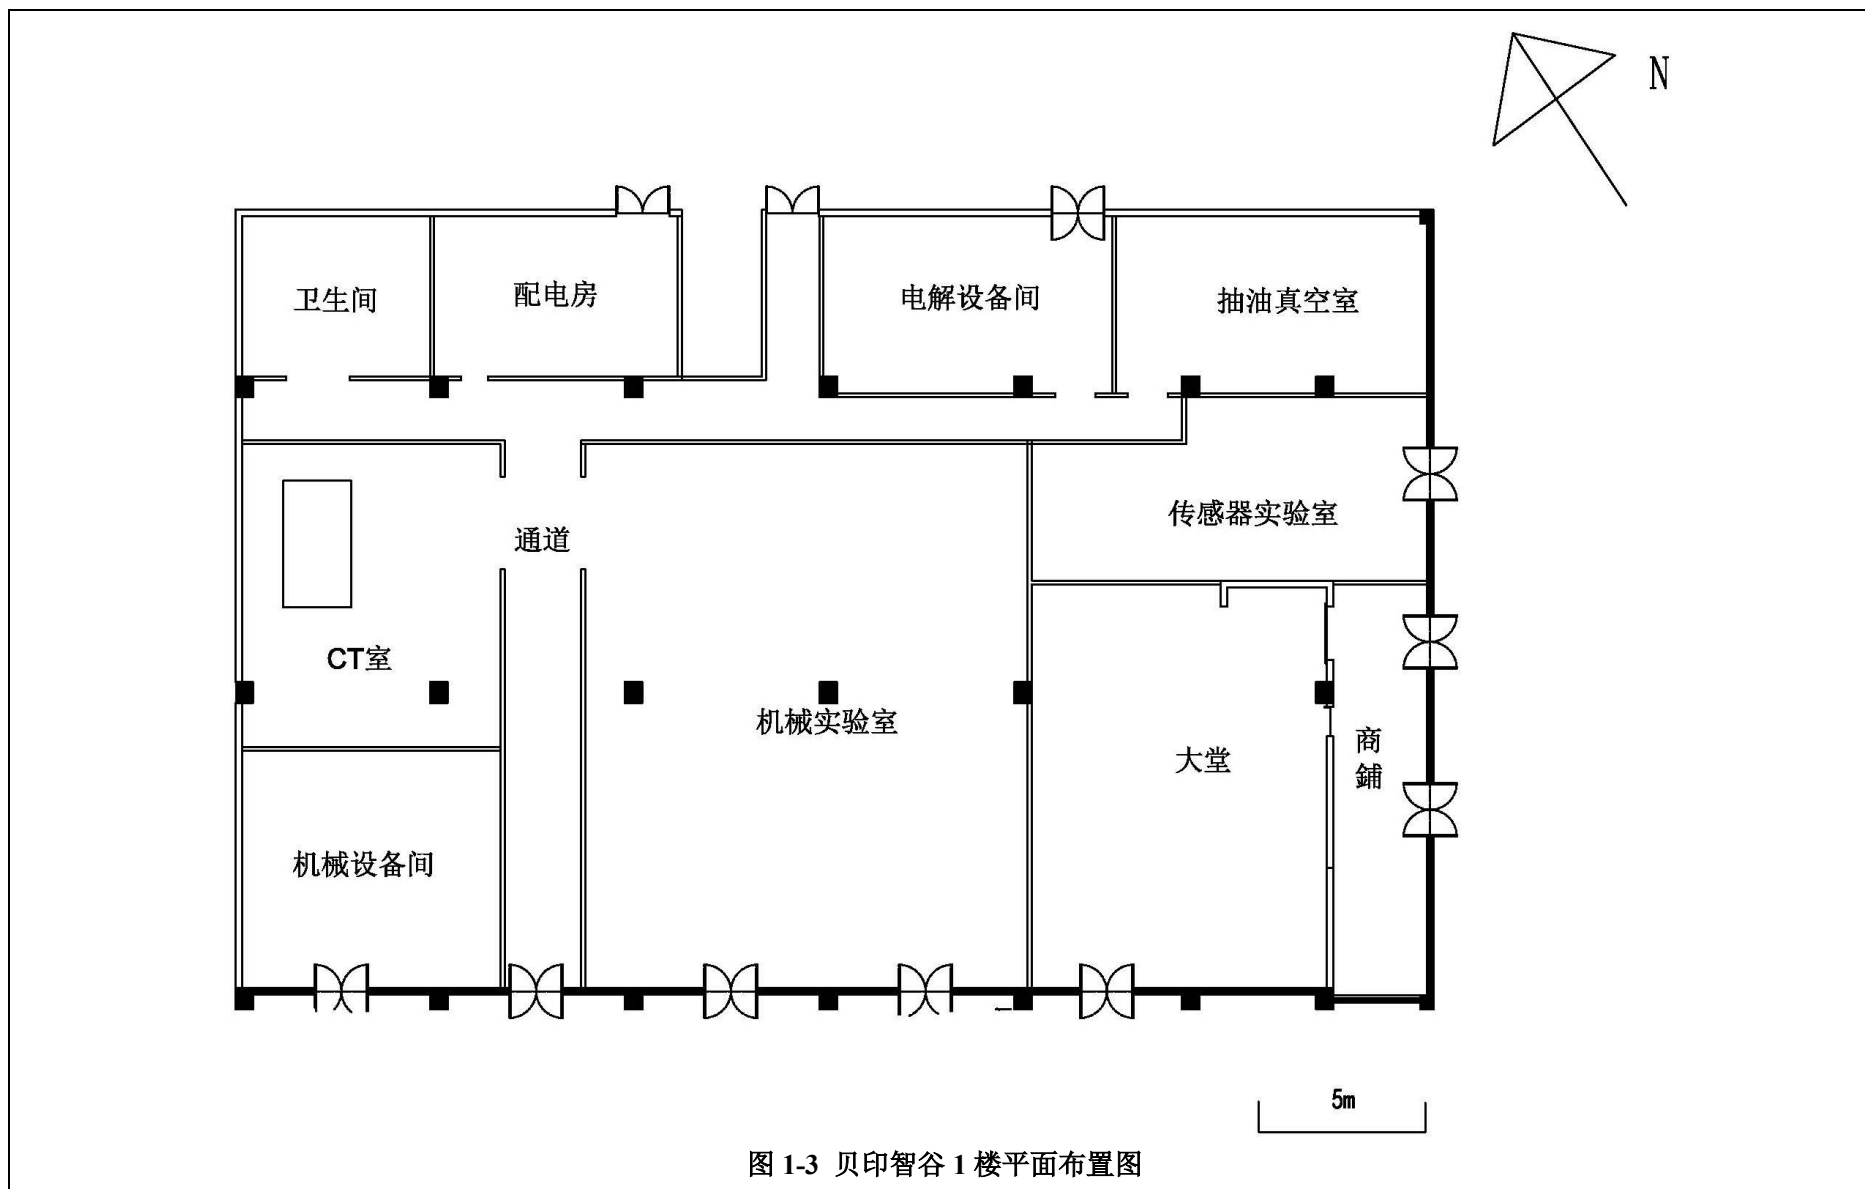 N
卫生间
配电房
电解设备间
抽油真空室
传感器实验室
通道
CT室
机械实验室
大堂
商
鋪
机械设备间
5m
图 1-3 贝印智谷 1 楼平面布置图